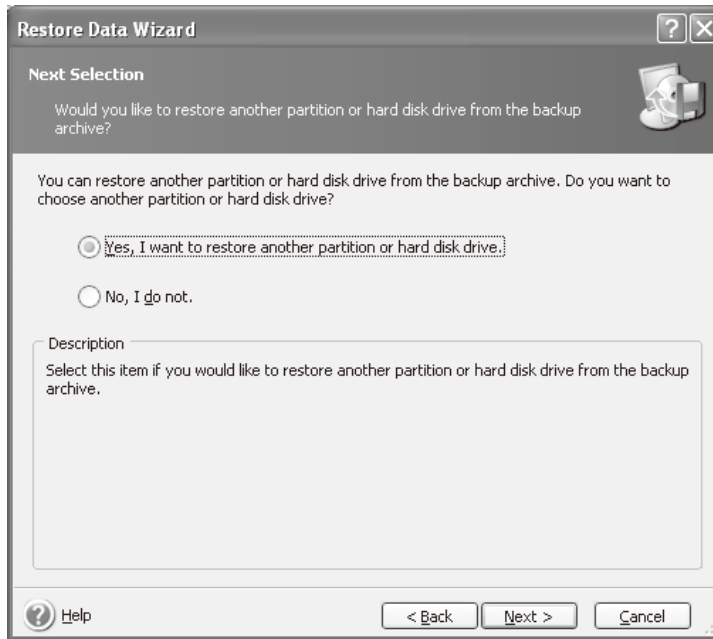 Restore Data Wizard
Next Selection
Would you like to restore another partition or hard disk drive from the backup
archive?
You can restore another partition or hard disk drive from the backup archive. Do you want to
choose another partition or hard disk drive?
Yes, I want to restore another partition or hard disk drive.
No, I do not.
Description
Select this item if you would like to restore another partition or hard disk drive from the backup
archive.
Help
< Back
Next >
Cancel